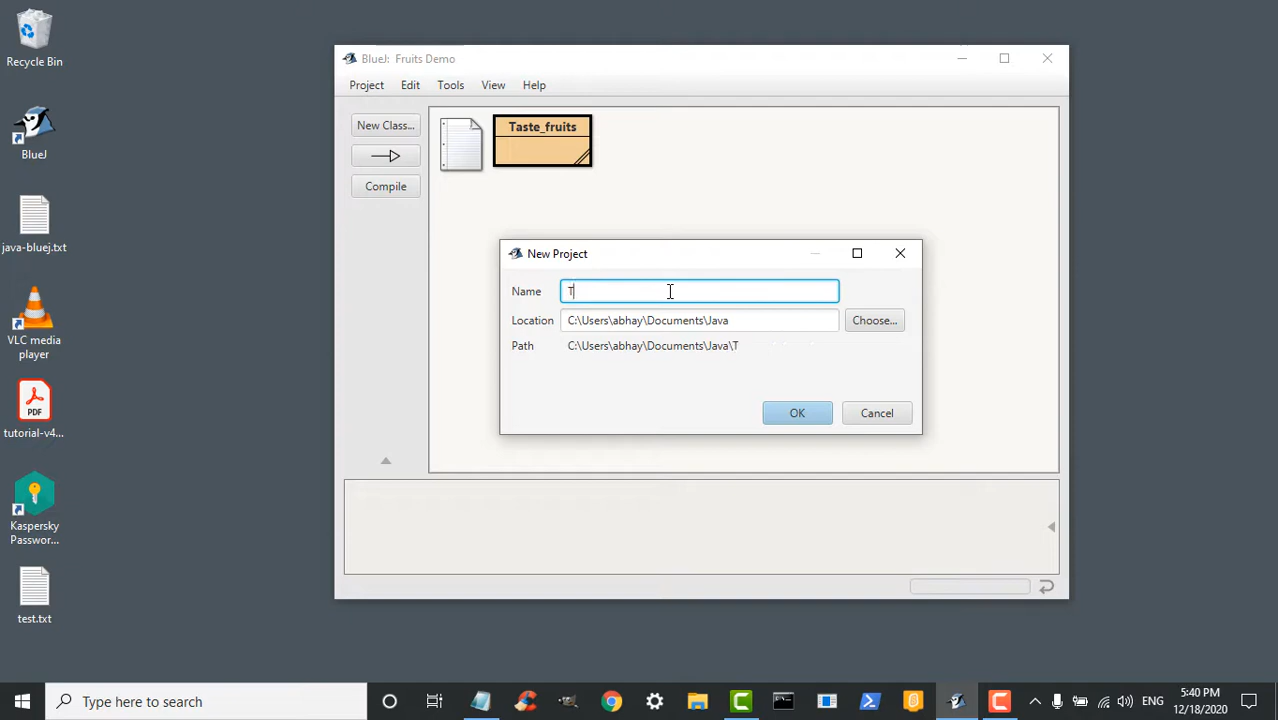 Recycle Bin
BlueJ
java-bluej.txt
VLC media
player
PDF
tutorial-v4...
Kaspersky
Passwor...
test.txt
BlueJ: Fruits Demo
Project Edit Tools View Help
New Class...
Compile
Taste_fruits
New Project
Name T
Location C:\Users\abhay\Documents\Java Choose...
Path C:\Users\abhay\Documents\Java\T
OK Cancel
Type here to search
ENG
5:40 PM
12/18/2020